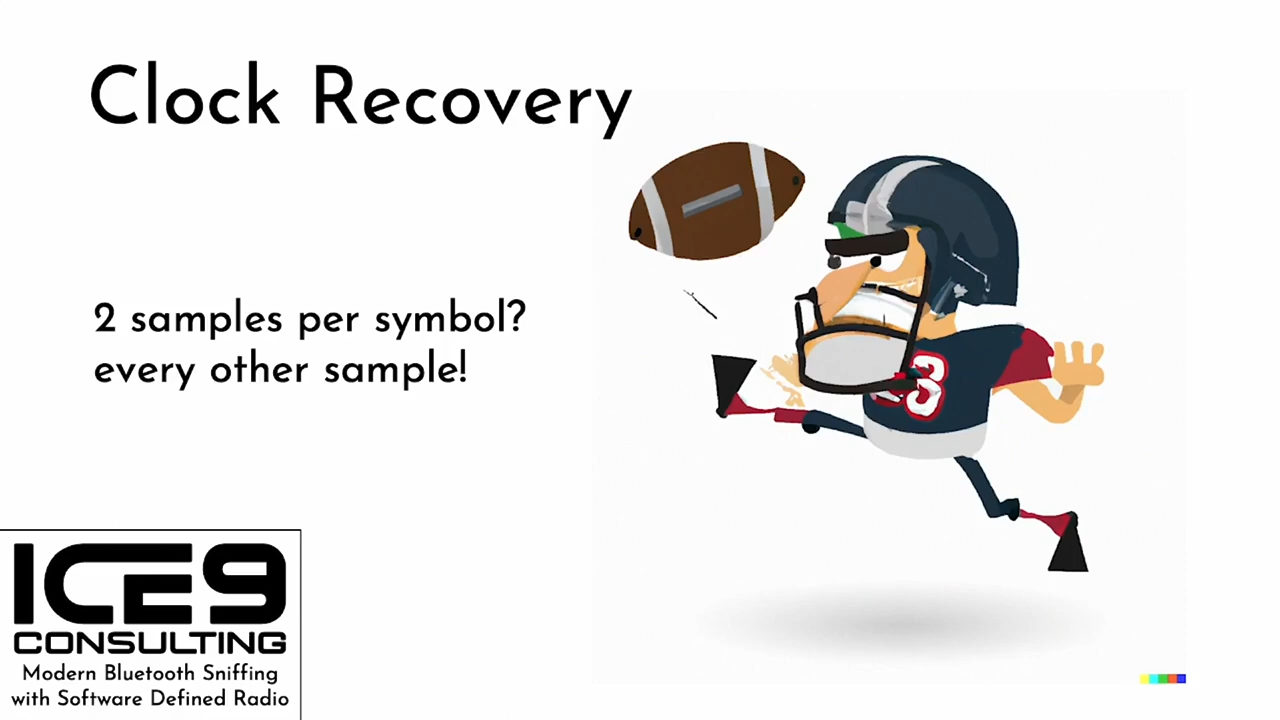 Clock Recovery
2 samples per symbol?
every other sample!
ICE9
CONSULTING
Modern Bluetooth Sniffing
with Software Defined Radio